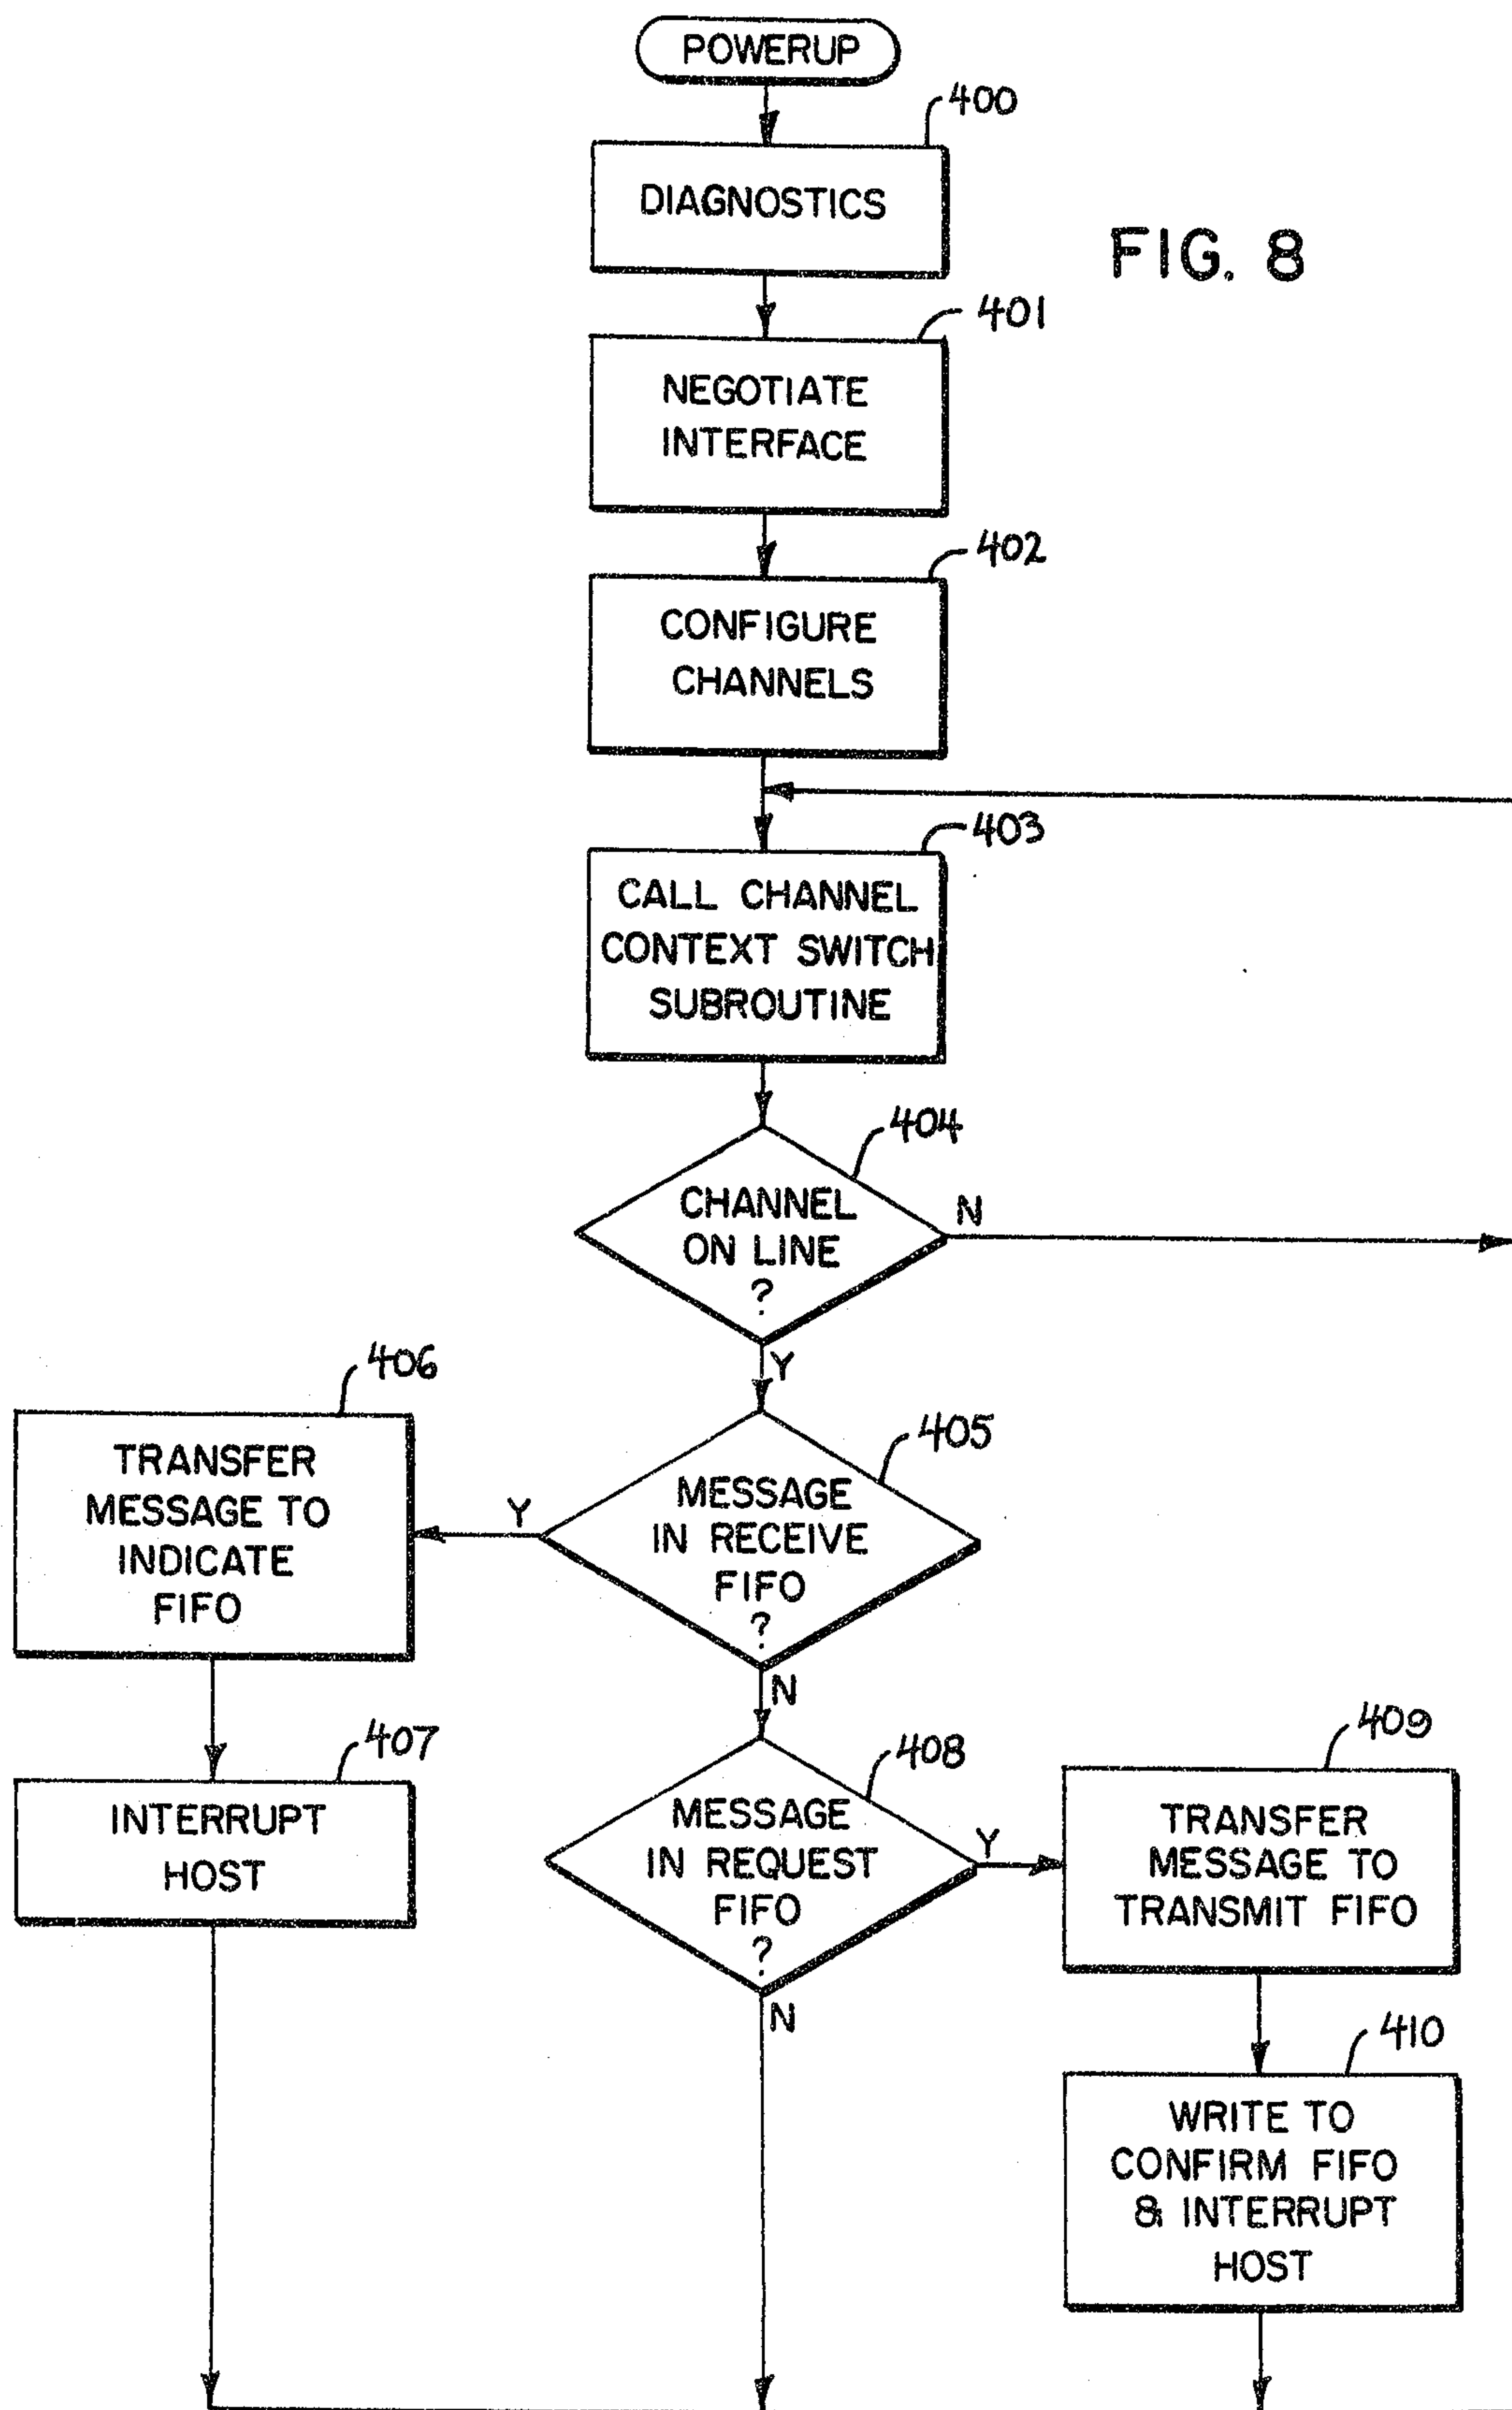 POWERUP
400
DIAGNOSTICS
FIG. 8
401
NEGOTIATE
INTERFACE
402
CONFIGURE
CHANNELS
403
CALL CHANNEL
CONTEXT SWITCH
SUBROUTINE
404
CHANNEL
ON LINE
?
N
Y
406
TRANSFER
MESSAGE TO
INDICATE
FIFO
405
MESSAGE
IN RECEIVE
FIFO
?
Y
N
407
INTERRUPT
HOST
408
MESSAGE
IN REQUEST
FIFO
?
Y
N
409
TRANSFER
MESSAGE TO
TRANSMIT FIFO
410
WRITE TO
CONFIRM FIFO
& INTERRUPT
HOST